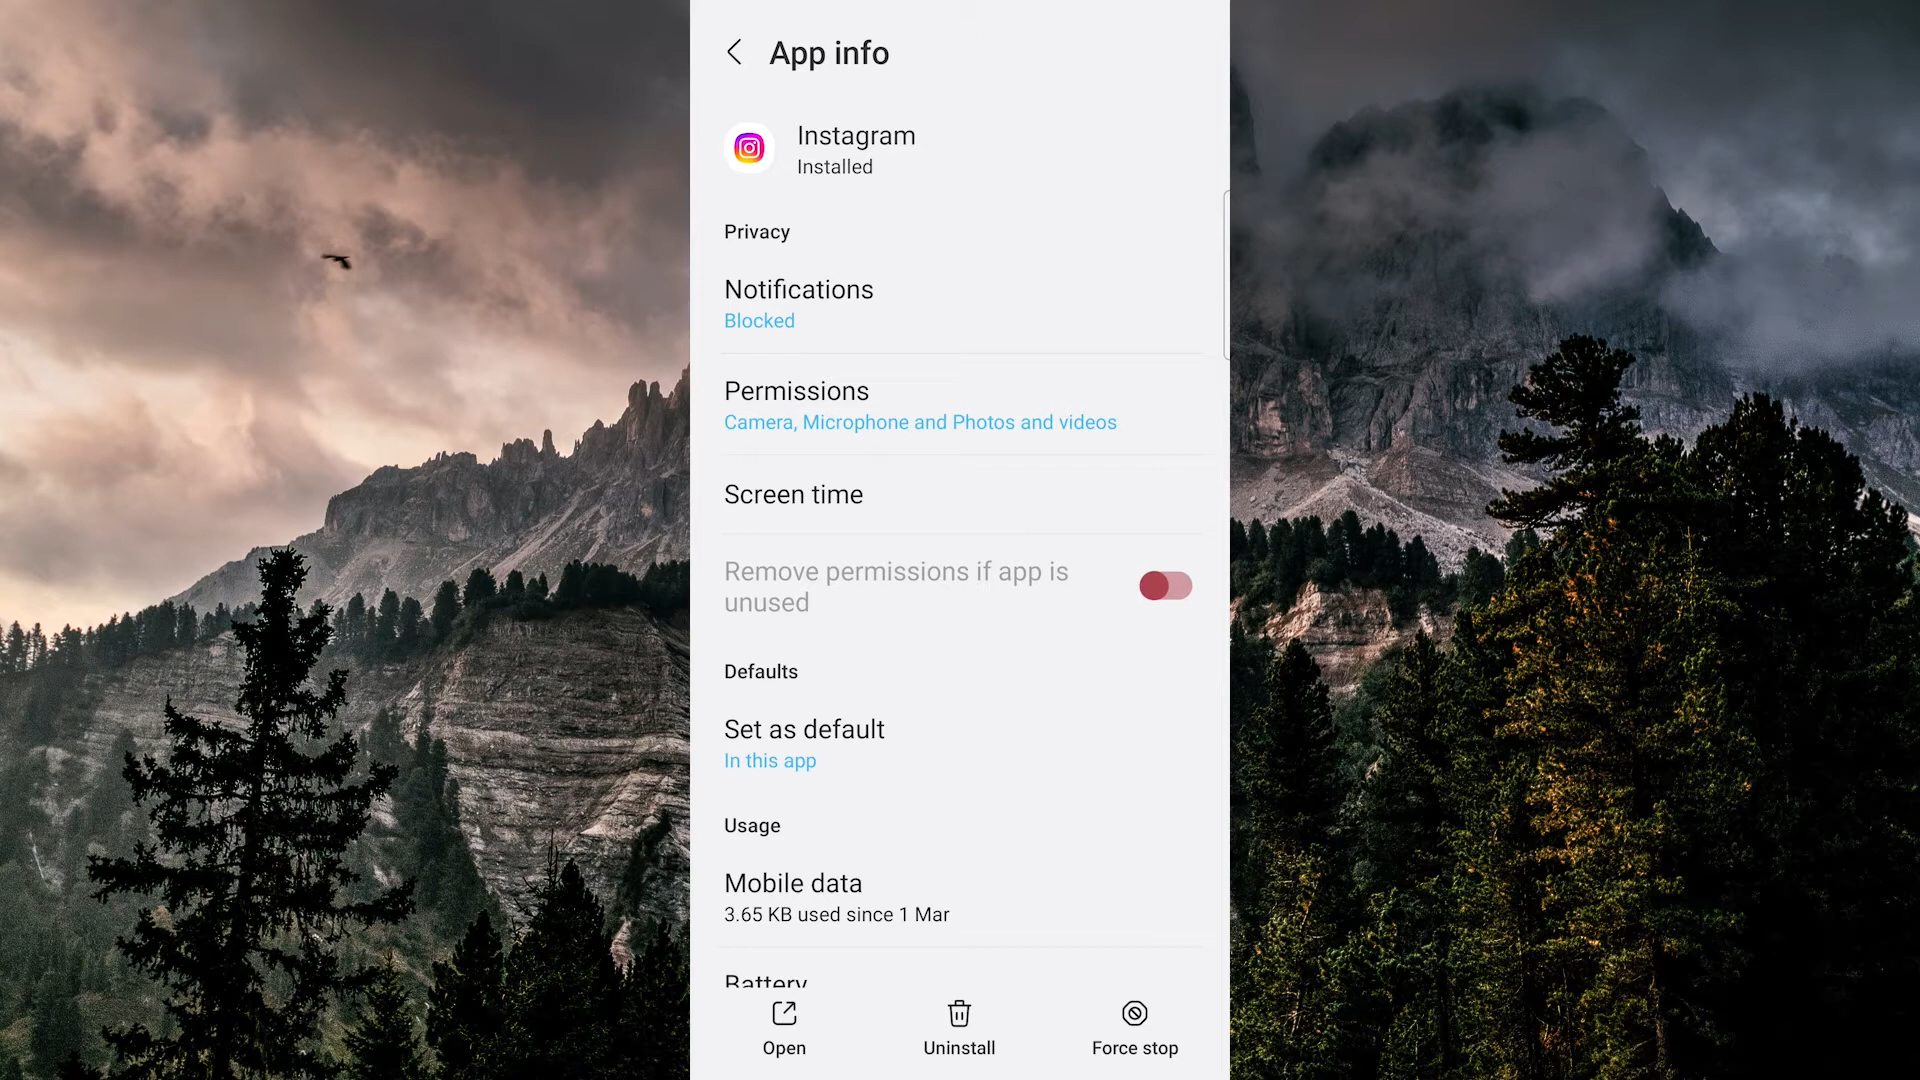 App info
Instagram
Installed
Privacy
Notifications
Blocked
Permissions
Camera, Microphone and Photos and videos
Screen time
Remove permissions if app is
unused
Defaults
Set as default
In this app
Usage
Mobile data
3.65 KB used since 1 Mar
Battery
Open
Uninstall
Force stop